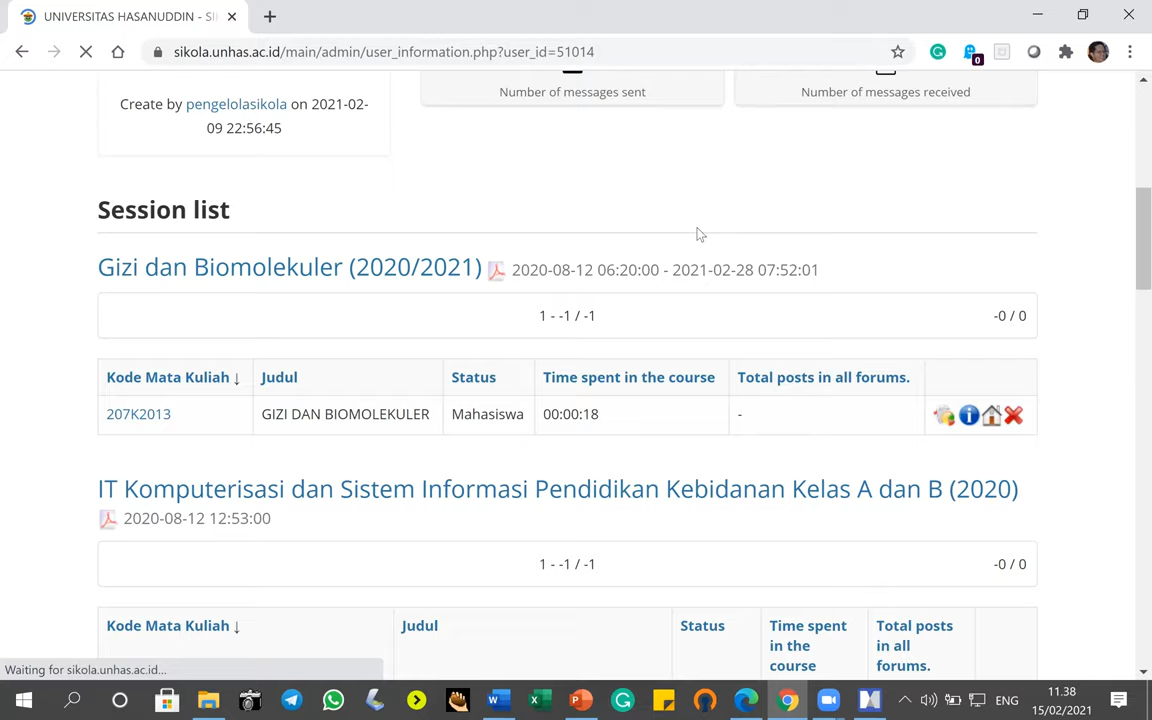 UNIVERSITAS HASANUDDIN - SI
sikola.unhas.ac.id/main/admin/user_information.php?user_id=51014
0
Create by pengelolasikola on 2021-02-
09 22:56:45
Number of messages sent
Number of messages received
Session list
Gizi dan Biomolekuler (2020/2021) 2020-08-12 06:20:00 - 2021-02-28 07:52:01
1 - -1 / -1
-0 / 0
Kode Mata Kuliah ↓ Judul Status Time spent in the course Total posts in all forums.
207K2013 GIZI DAN BIOMOLEKULER Mahasiswa 00:00:18 -
IT Komputerisasi dan Sistem Informasi Pendidikan Kebidanan Kelas A dan B (2020)
2020-08-12 12:53:00
1 - -1 / -1
-0 / 0
Kode Mata Kuliah ↓ Judul Status
Time spent
in the
course
Total posts
in all
forums.
Waiting for sikola.unhas.ac.id...
ENG
11.38
15/02/2021